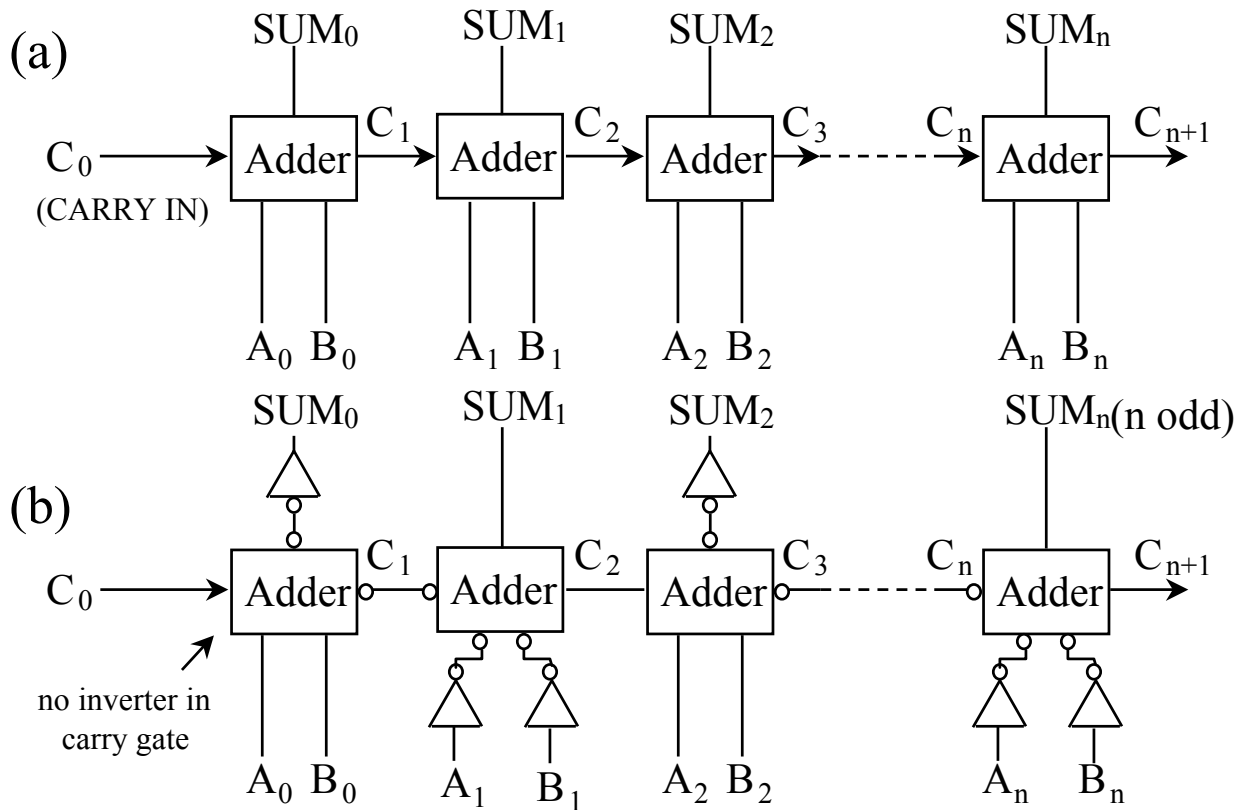 (a)
SUM₀ SUM₁ SUM₂ SUMₙ
C₀ Adder C₁ Adder C₂ Adder C₃ Cₙ Adder Cₙ₊₁
(CARRY IN)
A₀ B₀ A₁ B₁ A₂ B₂ Aₙ Bₙ
SUM₀ SUM₁ SUM₂ SUMₙ(n odd)
(b)
C₀ Adder C₁ Adder C₂ Adder C₃ Cₙ Adder Cₙ₊₁
no inverter in
carry gate
A₀ B₀ A₁ B₁ A₂ B₂ Aₙ Bₙ